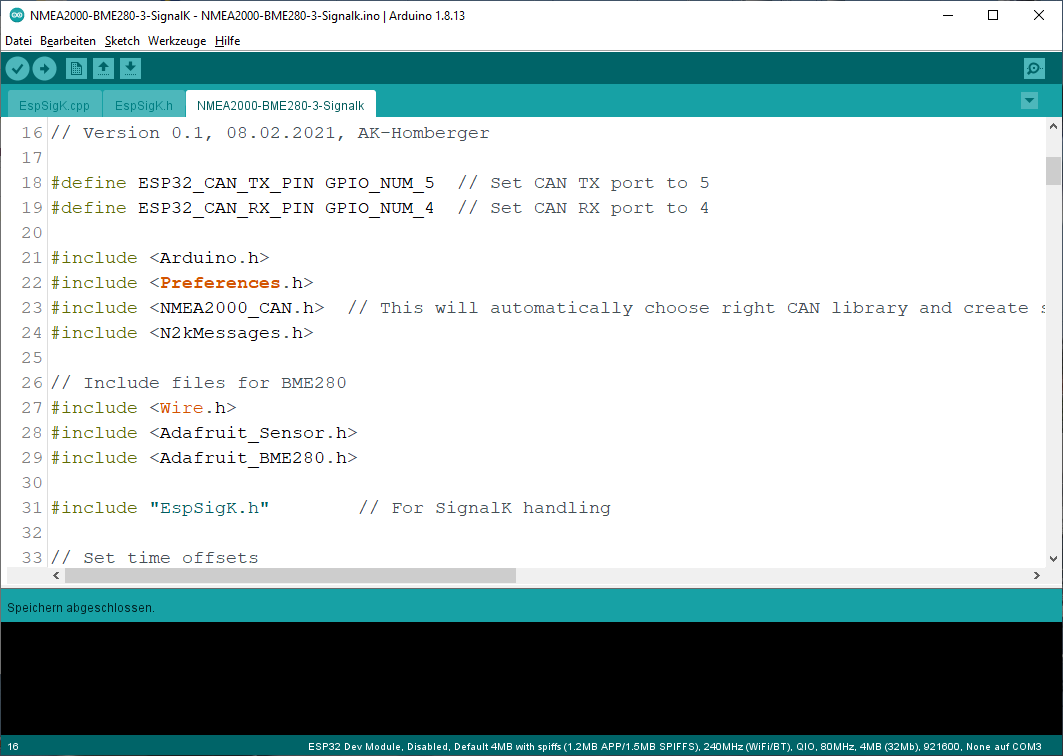 NMEA2000-BME280-3-SignalK - NMEA2000-BME280-3-Signalk.ino | Arduino 1.8.13
Datei Bearbeiten Sketch Werkzeuge Hilfe
EspSigK.cpp EspSigK.h NMEA2000-BME280-3-Signalk
16 // Version 0.1, 08.02.2021, AK-Homberger
17
18 #define ESP32_CAN_TX_PIN GPIO_NUM_5 // Set CAN TX port to 5
19 #define ESP32_CAN_RX_PIN GPIO_NUM_4 // Set CAN RX port to 4
20
21 #include <Arduino.h>
22 #include <Preferences.h>
23 #include <NMEA2000_CAN.h> // This will automatically choose right CAN library and create s
24 #include <N2kMessages.h>
25
26 // Include files for BME280
27 #include <Wire.h>
28 #include <Adafruit_Sensor.h>
29 #include <Adafruit_BME280.h>
30
31 #include "EspSigK.h" // For SignalK handling
32
33 // Set time offsets
Speichern abgeschlossen.
16 ESP32 Dev Module, Disabled, Default 4MB with spiffs (1.2MB APP/1.5MB SPIFFS), 240MHz (WiFi/BT), QIO, 80MHz, 4MB (32Mb), 921600, None auf COM3